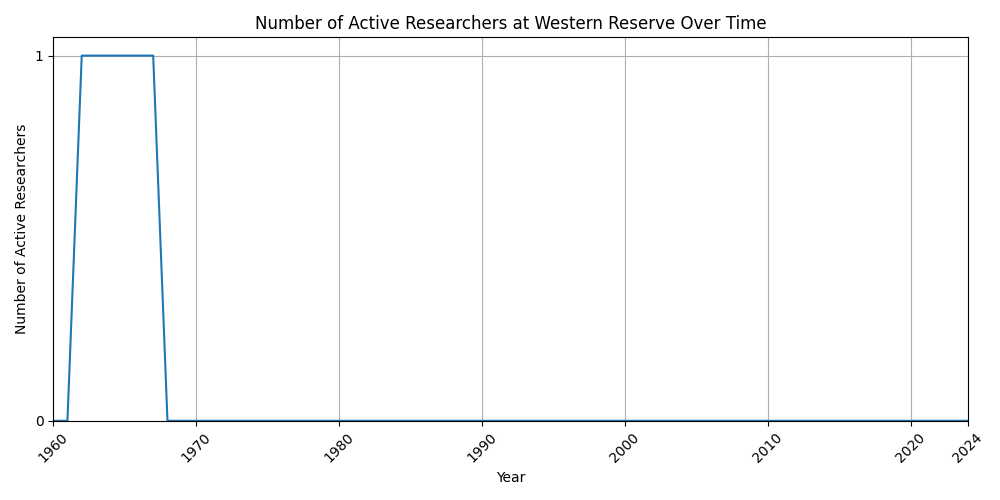 Number of Active Researchers at Western Reserve Over Time
Number of Active Researchers
1
0
1960 1970 1980 1990 2000 2010 2020 2024
Year